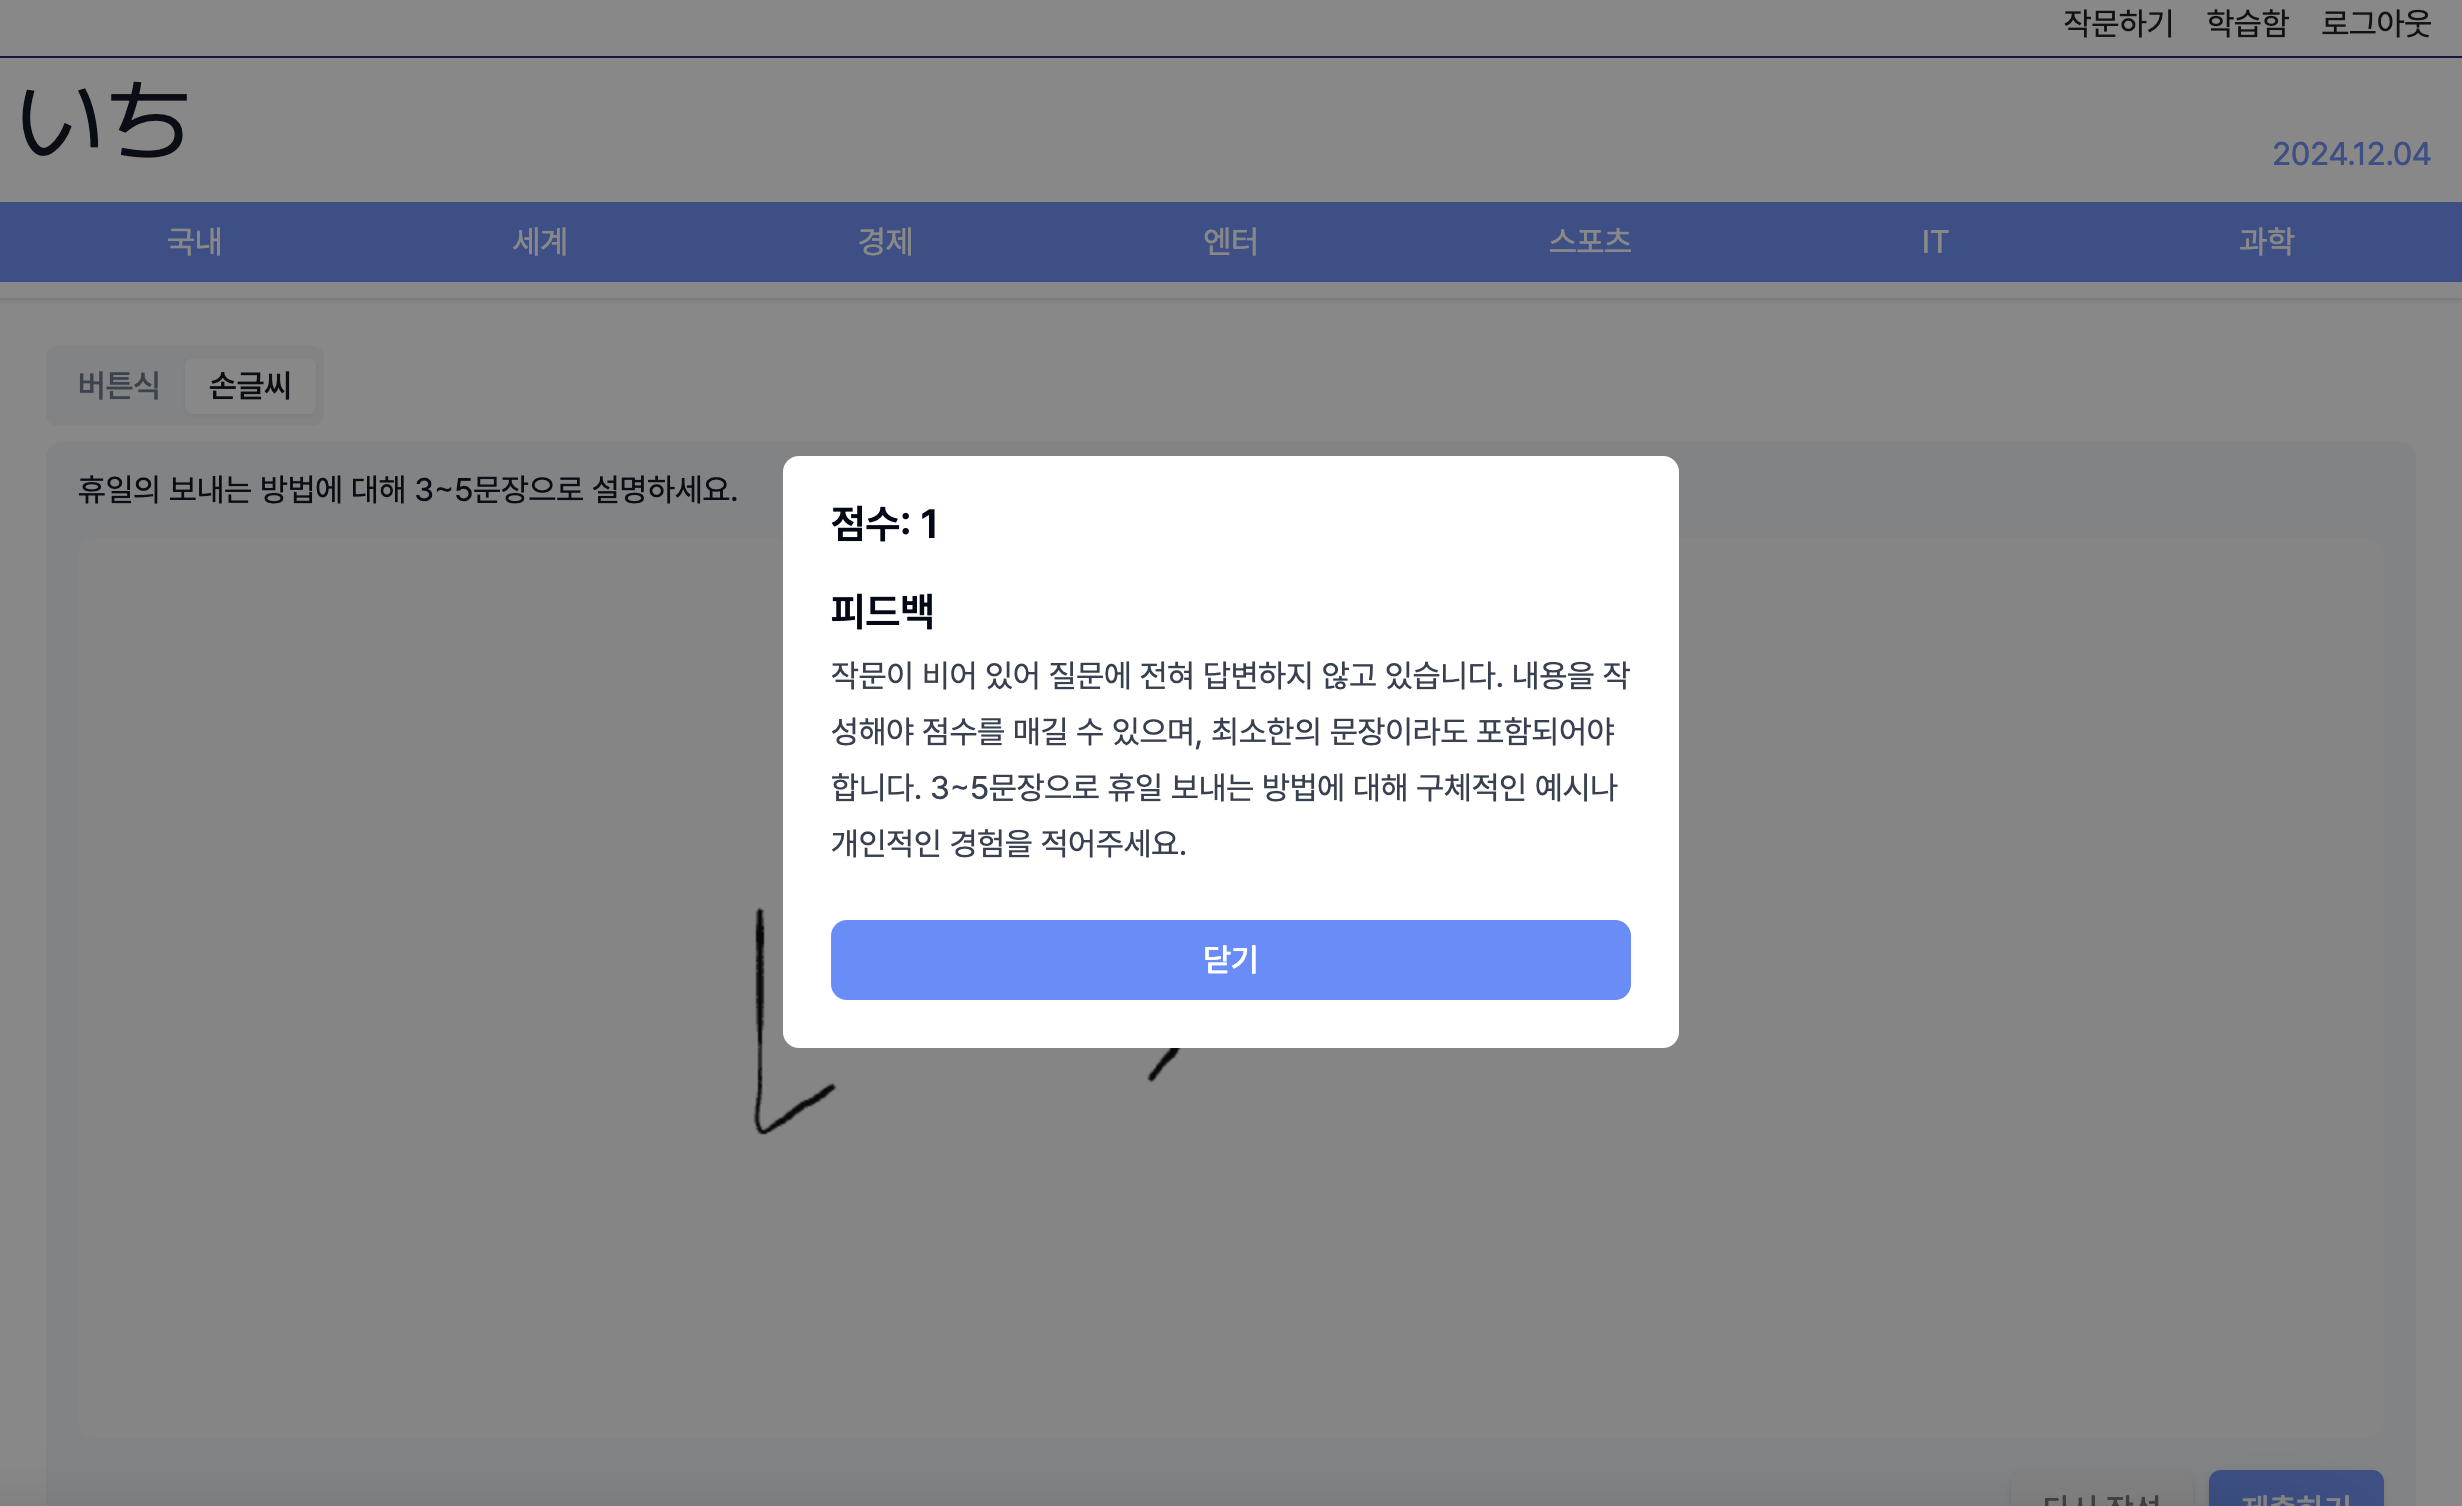 작문하기 학습함 로그아웃
いち
2024.12.04
국내 세계 경제 엔터 스포츠 IT 과학
버튼식 손글씨
휴일의 보내는 방법에 대해 3~5문장으로 설명하세요.
점수: 1
피드백
작문이 비어 있어 질문에 전혀 답변하지 않고 있습니다. 내용을 작
성해야 점수를 매길 수 있으며, 최소한의 문장이라도 포함되어야
합니다. 3~5문장으로 휴일 보내는 방법에 대해 구체적인 예시나
개인적인 경험을 적어주세요.
닫기
다시 작성 제출하기